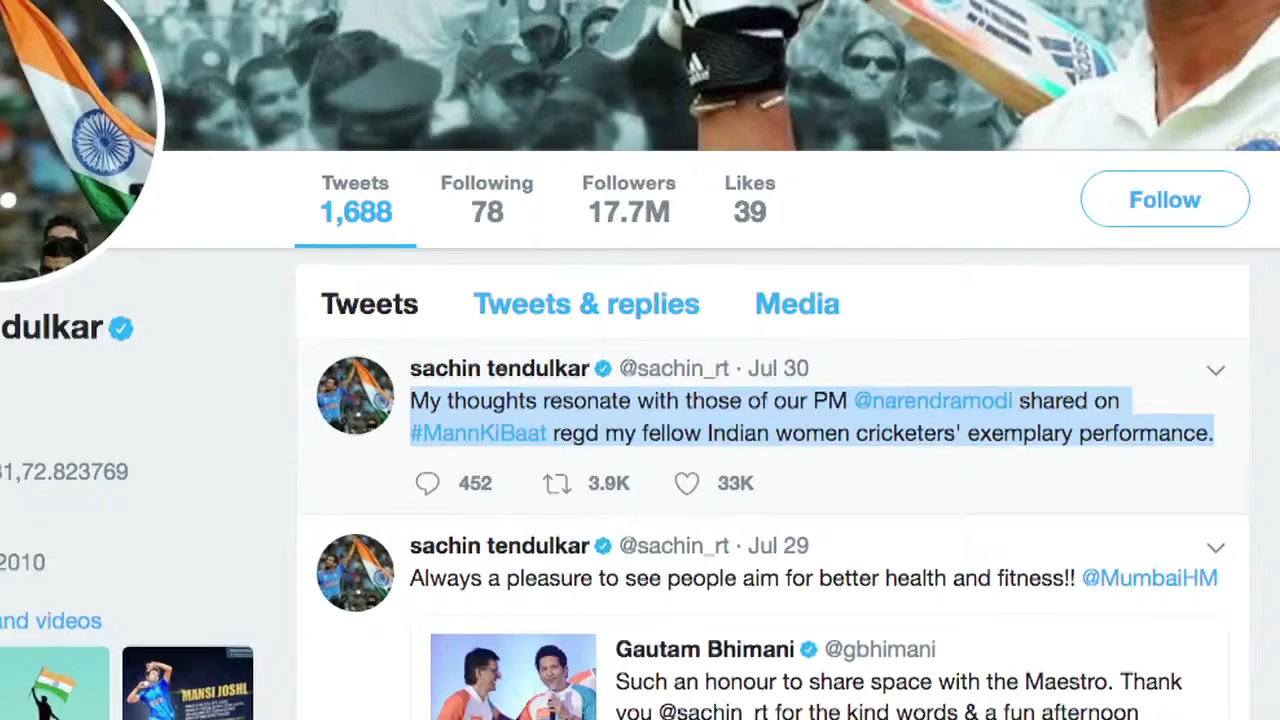 Tweets Following Followers Likes
1,688 78 17.7M 39
Follow
dulkar
Tweets Tweets & replies Media
sachin tendulkar @sachin_rt · Jul 30
My thoughts resonate with those of our PM @narendramodi shared on
#MannKiBaat regd my fellow Indian women cricketers' exemplary performance.
452 3.9K 33K
1,72.823769
2010
and videos
MANSI JOSHI
sachin tendulkar @sachin_rt · Jul 29
Always a pleasure to see people aim for better health and fitness!! @MumbaiHM
Gautam Bhimani @gbhimani
Such an honour to share space with the Maestro. Thank
you @sachin_rt for the kind words & a fun afternoon